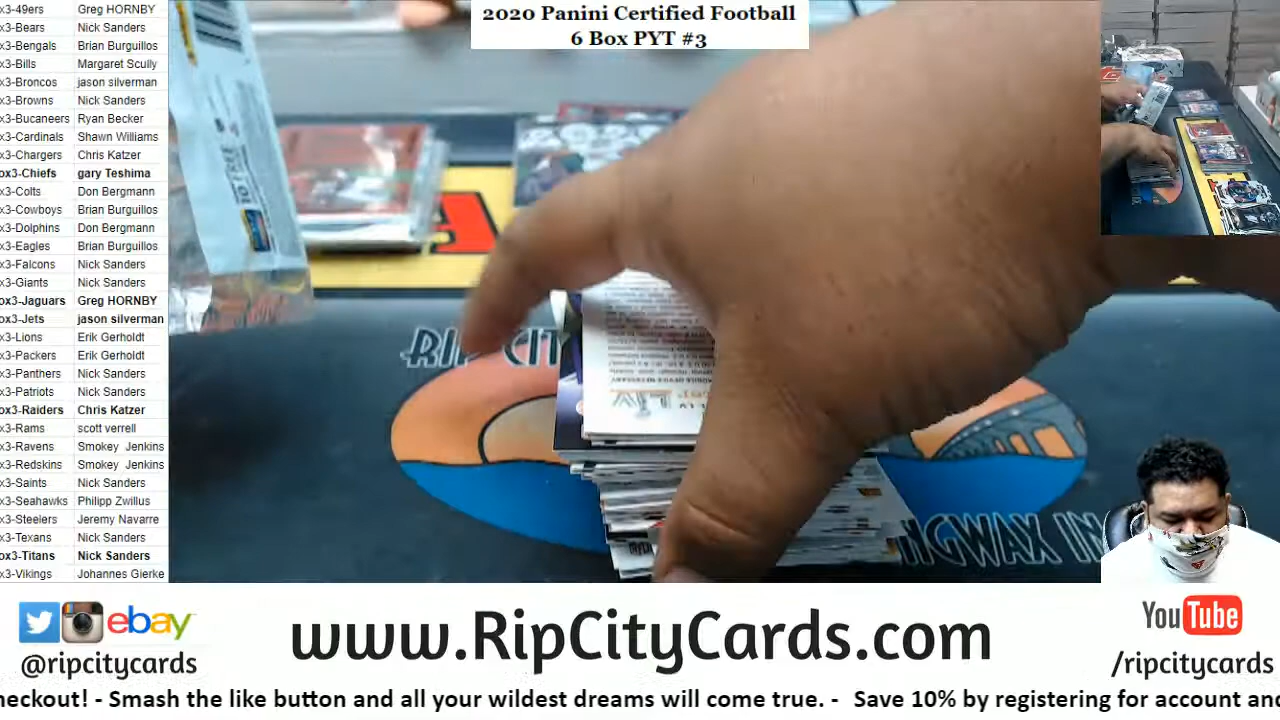 2020 Panini Certified Football
6 Box PYT #3
x3-49ers Greg HORNBY
x3-Bears Nick Sanders
x3-Bengals Brian Burguillos
x3-Bills Margaret Scully
x3-Broncos jason silverman
x3-Browns Nick Sanders
x3-Bucaneers Ryan Becker
x3-Cardinals Shawn Williams
x3-Chargers Chris Katzer
ox3-Chiefs gary Teshima
x3-Colts Don Bergmann
x3-Cowboys Brian Burguillos
x3-Dolphins Don Bergmann
x3-Eagles Brian Burguillos
x3-Falcons Nick Sanders
x3-Giants Nick Sanders
ox3-Jaguars Greg HORNBY
ox3-Jets jason silverman
x3-Lions Erik Gerholdt
x3-Packers Erik Gerholdt
x3-Panthers Nick Sanders
x3-Patriots Nick Sanders
ox3-Raiders Chris Katzer
x3-Rams scott verrell
x3-Ravens Smokey Jenkins
x3-Redskins Smokey Jenkins
x3-Saints Nick Sanders
x3-Seahawks Philipp Zwillus
x3-Steelers Jeremy Navarre
x3-Texans Nick Sanders
ox3-Titans Nick Sanders
x3-Vikings Johannes Gierke
RIP CIT
NGWAX IN
LIV
ebay
@ripcitycards
www.RipCityCards.com
YouTube
/ripcitycards
heckout! - Smash the like button and all your wildest dreams will come true. - Save 10% by registering for account and